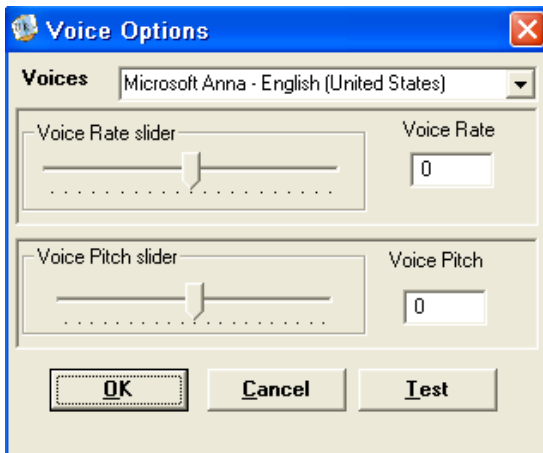 Voice Options
Voices Microsoft Anna - English (United States)
Voice Rate slider Voice Rate
0
Voice Pitch slider Voice Pitch
0
OK Cancel Test